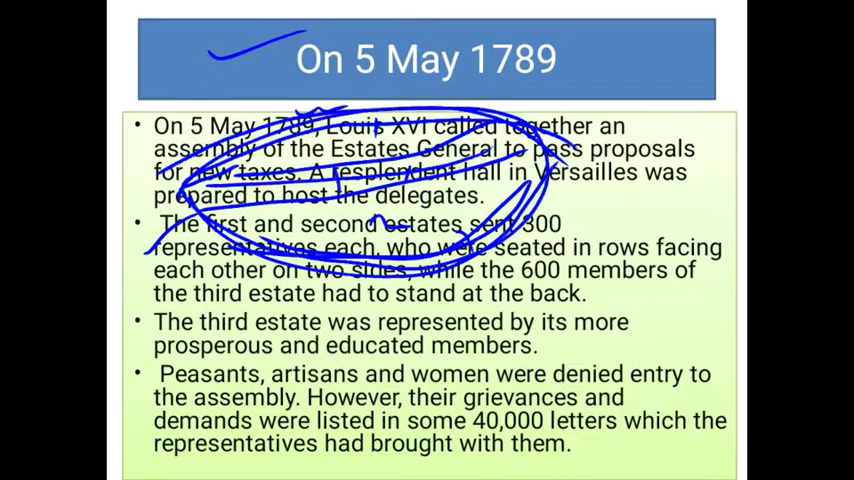 On 5 May 1789
• On 5 May 1789, Louis XVI called together an
assembly of the Estates General to pass proposals
for new taxes. A resplendent hall in Versailles was
prepared to host the delegates.
• The first and second estates sent 300
representatives each, who were seated in rows facing
each other on two sides, while the 600 members of
the third estate had to stand at the back.
• The third estate was represented by its more
prosperous and educated members.
• Peasants, artisans and women were denied entry to
the assembly. However, their grievances and
demands were listed in some 40,000 letters which the
representatives had brought with them.